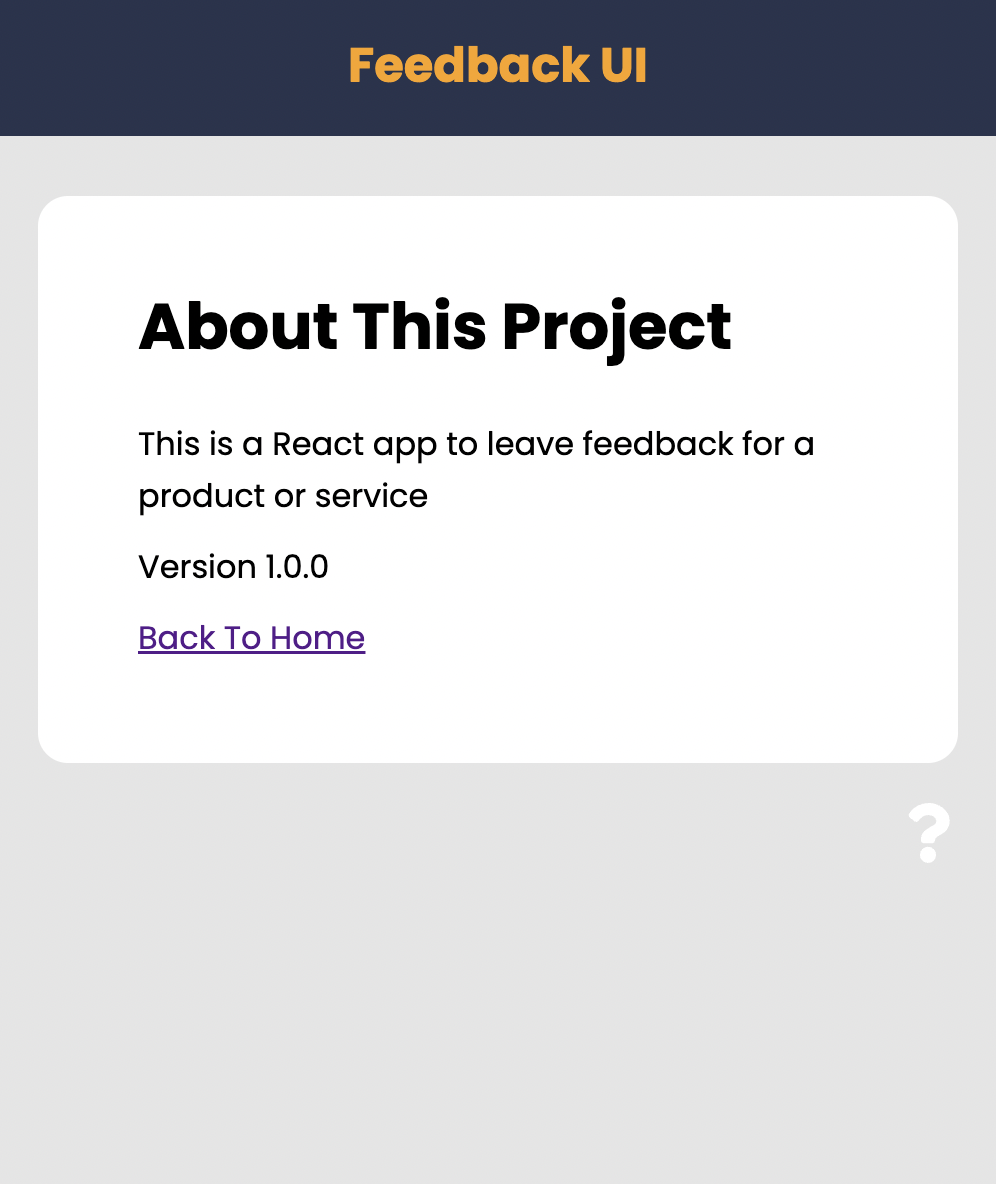 Feedback UI
About This Project
This is a React app to leave feedback for a
product or service
Version 1.0.0
Back To Home
?